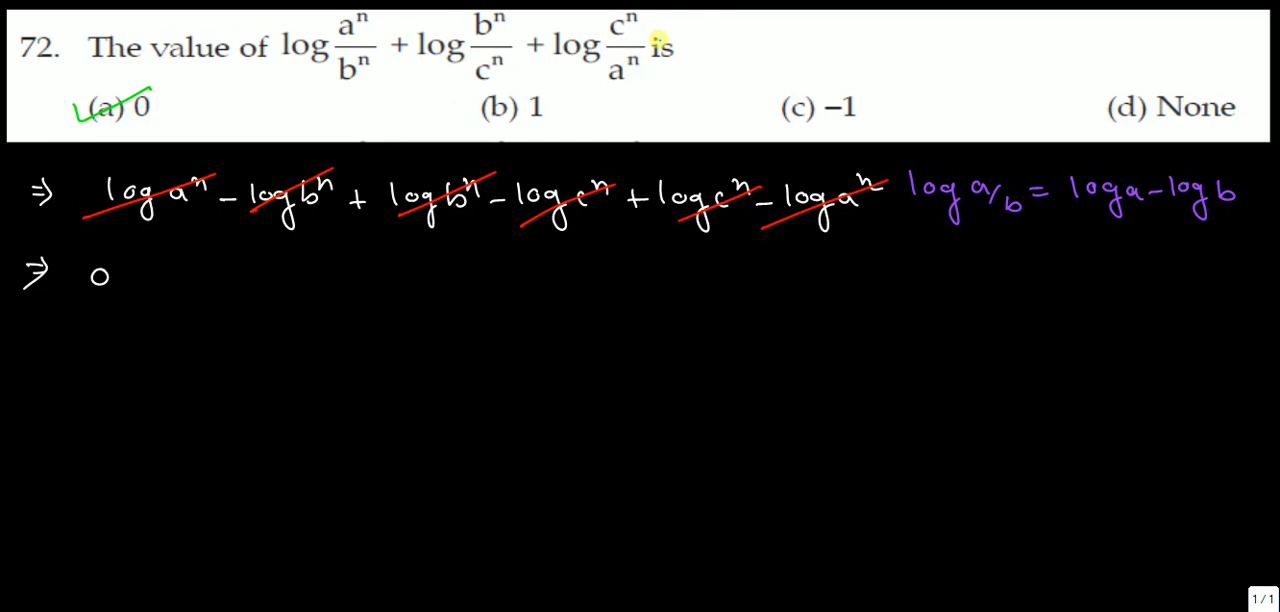 72. The value of log aⁿ/bⁿ + log bⁿ/cⁿ + log cⁿ/aⁿ is
(a) 0 (b) 1 (c) –1 (d) None
⇒ log aⁿ – log bⁿ + log bⁿ – log cⁿ + log cⁿ – log aⁿ log a/b = log a – log b
⇒ 0
1/1